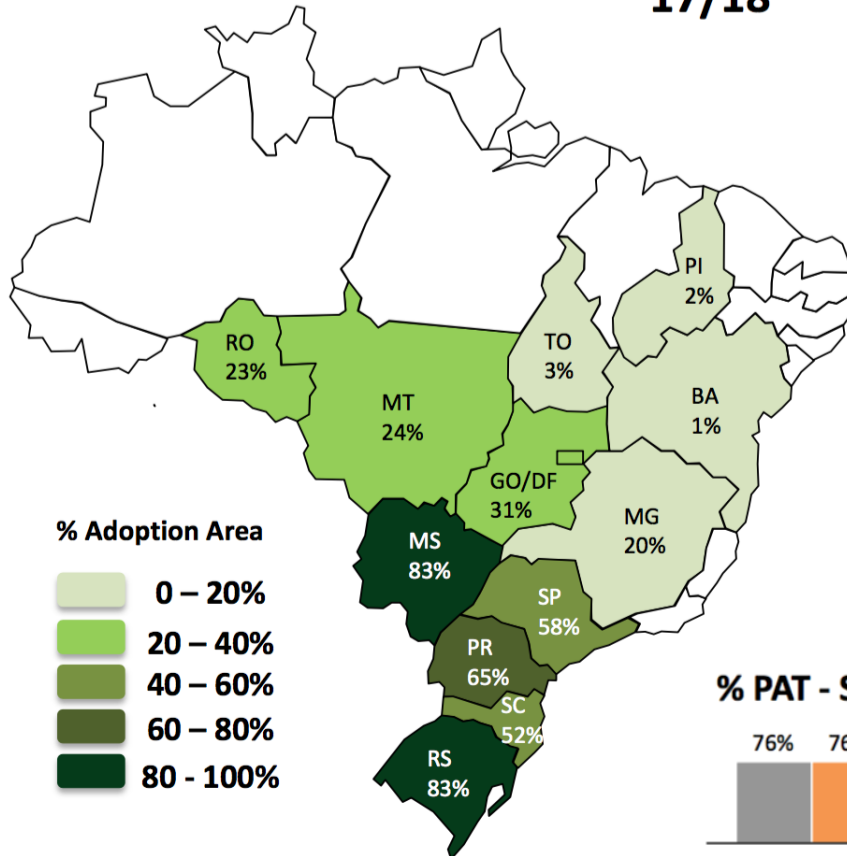 17/18
PI
2%
RO
23%
TO
3%
MT
24%
BA
1%
GO/DF
31%
MG
20%
MS
83%
% Adoption Area
0 – 20%
20 – 40%
40 – 60%
60 – 80%
80 - 100%
SP
58%
PR
65%
SC
52%
RS
83%
% PAT - S
76%
76